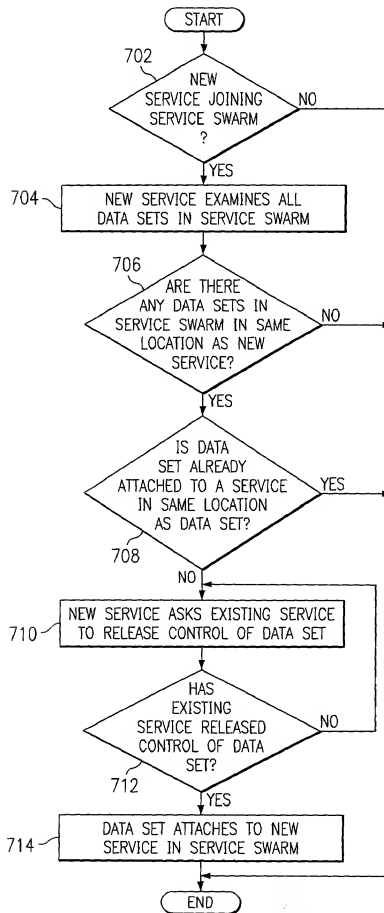 START
702
NEW
SERVICE JOINING
SERVICE SWARM
?
NO
YES
704
NEW SERVICE EXAMINES ALL
DATA SETS IN SERVICE SWARM
706
ARE THERE
ANY DATA SETS IN
SERVICE SWARM IN SAME
LOCATION AS NEW
SERVICE?
NO
YES
IS DATA
SET ALREADY
ATTACHED TO A SERVICE
IN SAME LOCATION
AS DATA SET?
YES
708
NO
710
NEW SERVICE ASKS EXISTING SERVICE
TO RELEASE CONTROL OF DATA SET
HAS
EXISTING
SERVICE RELEASED
CONTROL OF DATA
SET?
NO
712
YES
714
DATA SET ATTACHES TO NEW
SERVICE IN SERVICE SWARM
END